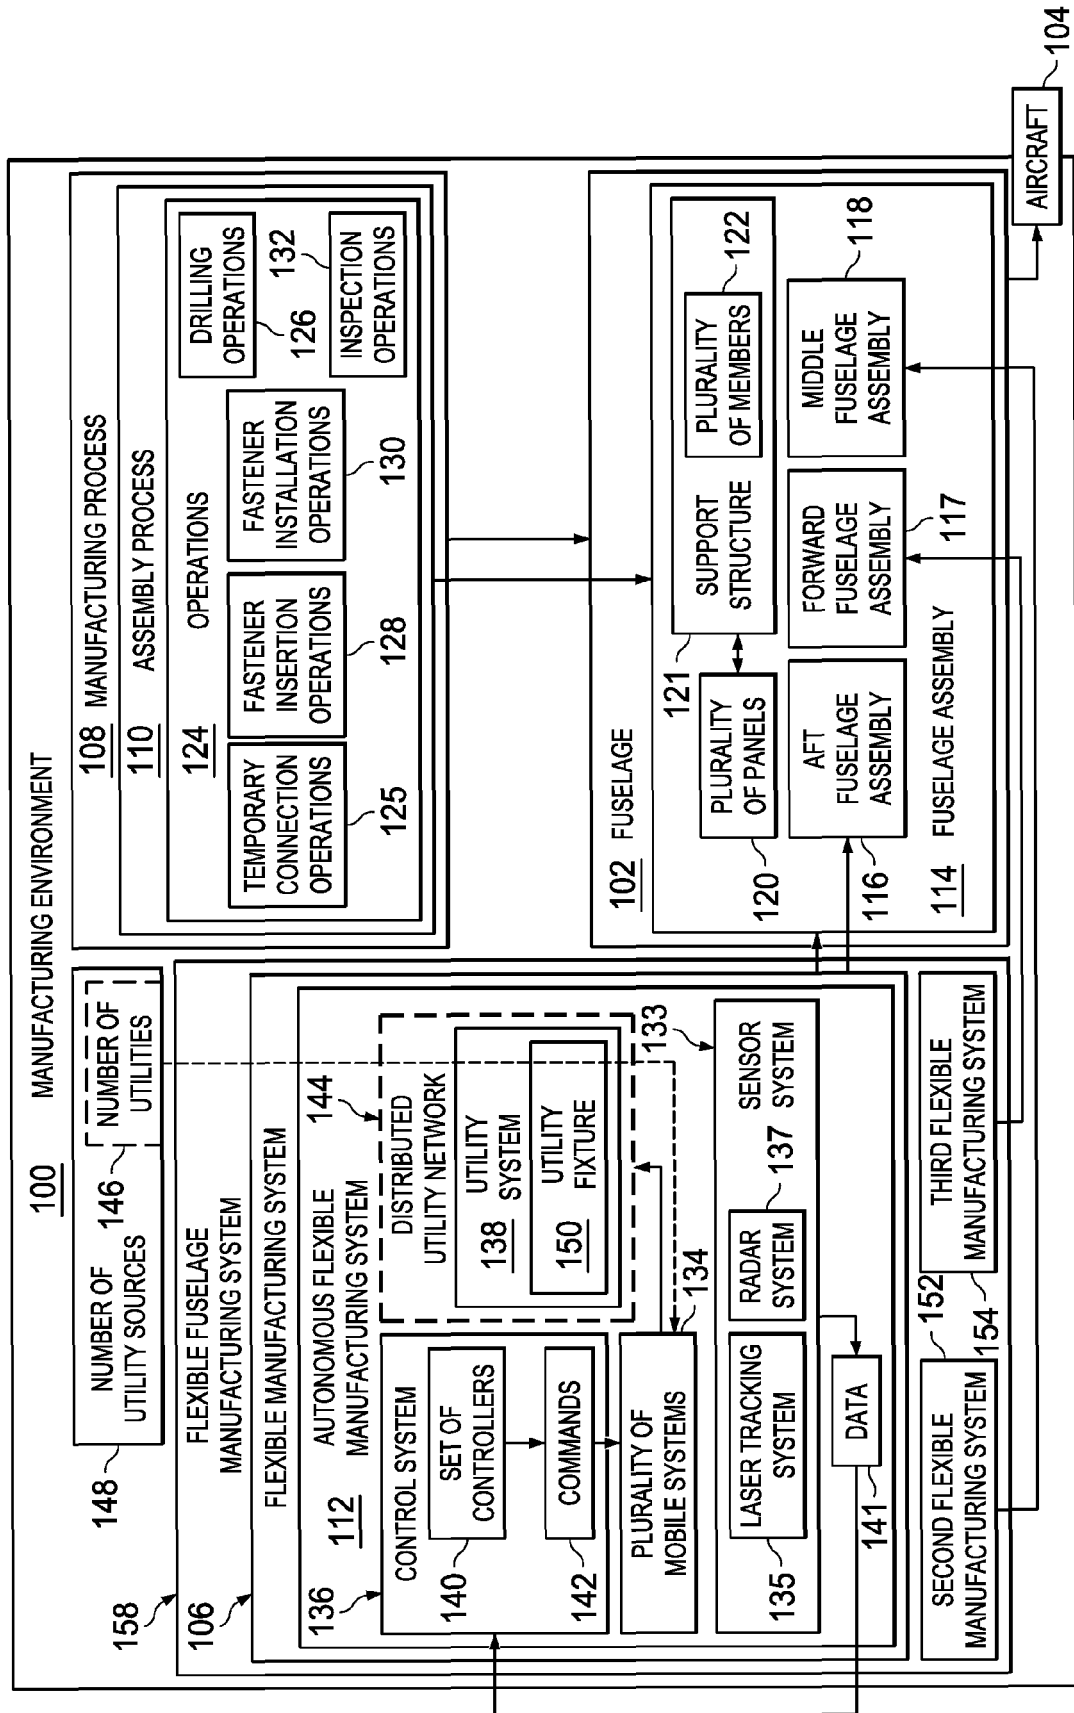 MANUFACTURING ENVIRONMENT
100
NUMBER OF
UTILITY SOURCES
148
NUMBER OF
UTILITIES
146
158
FLEXIBLE FUSELAGE
MANUFACTURING SYSTEM
106
FLEXIBLE MANUFACTURING SYSTEM
AUTONOMOUS FLEXIBLE
MANUFACTURING SYSTEM
112
136
CONTROL SYSTEM
SET OF
CONTROLLERS
140
COMMANDS
142
144
DISTRIBUTED
UTILITY NETWORK
UTILITY
SYSTEM
138
UTILITY
FIXTURE
150
PLURALITY OF
MOBILE SYSTEMS
134
133
SENSOR
SYSTEM
LASER TRACKING
SYSTEM
135
RADAR
SYSTEM
137
DATA
141
SECOND FLEXIBLE
MANUFACTURING SYSTEM
152
THIRD FLEXIBLE
MANUFACTURING SYSTEM
154
MANUFACTURING PROCESS
108
ASSEMBLY PROCESS
110
OPERATIONS
124
TEMPORARY
CONNECTION
OPERATIONS
125
FASTENER
INSERTION
OPERATIONS
128
FASTENER
INSTALLATION
OPERATIONS
130
DRILLING
OPERATIONS
126
132
INSPECTION
OPERATIONS
FUSELAGE
102
PLURALITY
OF PANELS
120
121
SUPPORT
STRUCTURE
PLURALITY
OF MEMBERS
122
AFT
FUSELAGE
ASSEMBLY
116
FORWARD
FUSELAGE
ASSEMBLY
117
MIDDLE
FUSELAGE
ASSEMBLY
118
FUSELAGE ASSEMBLY
114
AIRCRAFT
104